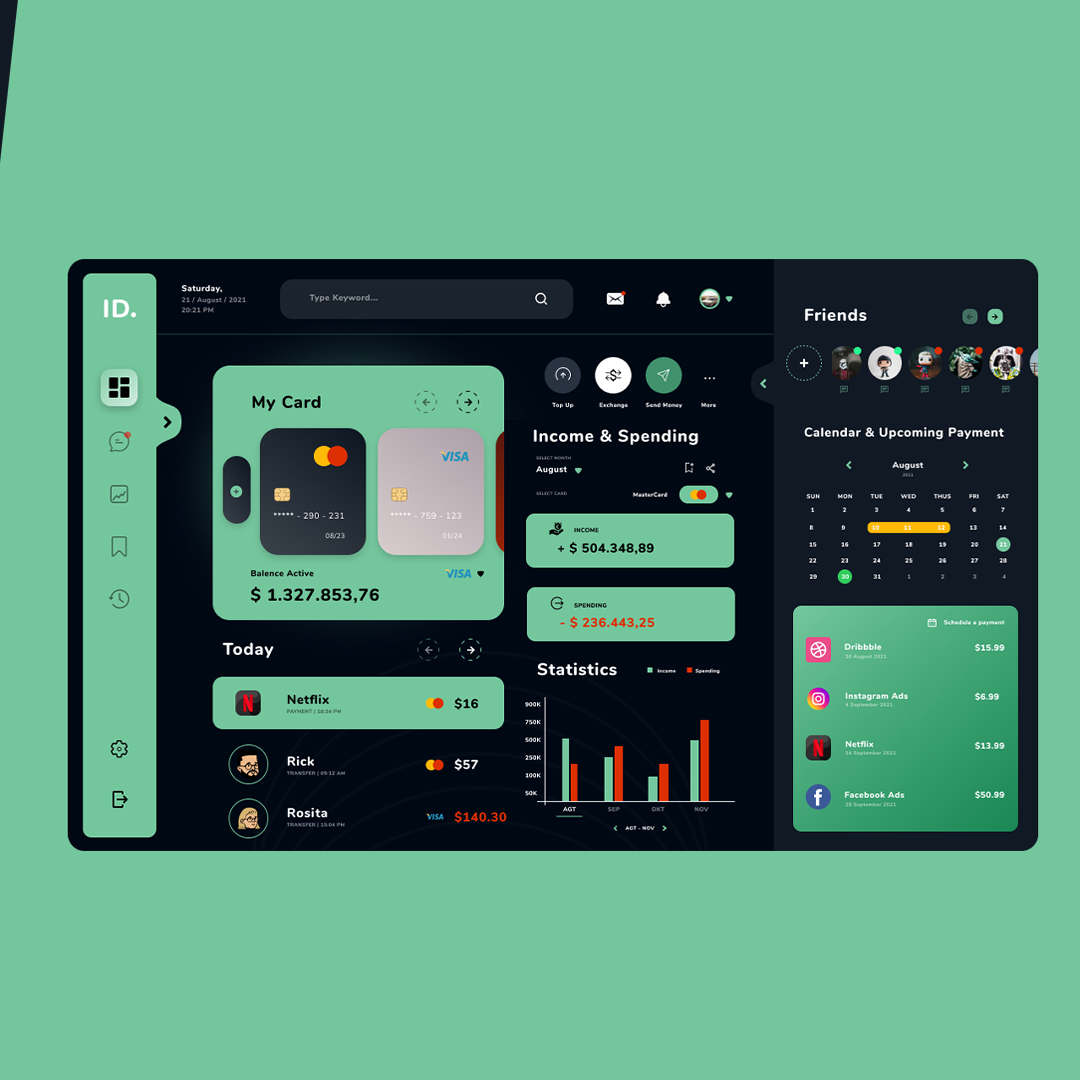 ID.
Saturday,
21 / August / 2021
20:21 PM
Type Keyword...
My Card
***** - 290 - 231
08/23
VISA
***** - 759 - 123
01/24
Balence Active
VISA
$ 1.327.853,76
Today
Netflix
PAYMENT | 16:34 PM
$16
Rick
TRANSFER | 09:12 AM
$57
Rosita
TRANSFER | 15:04 PM
VISA
$140.30
Top Up
Exchange
Send Money
More
Income & Spending
SELECT MONTH
August
SELECT CARD
MasterCard
INCOME
+ $ 504.348,89
SPENDING
- $ 236.443,25
Statistics
Income
Spending
900K
750K
500K
250K
100K
50K
AGT SEP OKT NOV
AGT - NOV
Friends
Calendar & Upcoming Payment
August
SUN MON TUE WED THUS FRI SAT
1 2 3 4 5 6 7
8 9 10 11 12 13 14
15 16 17 18 19 20 21
22 23 24 25 26 27 28
29 30 31 1 2 3 4
Schedule a payment
Dribbble
30 August 2021
$15.99
Instagram Ads
4 September 2021
$6.99
Netflix
14 September 2021
$13.99
Facebook Ads
28 September 2021
$50.99